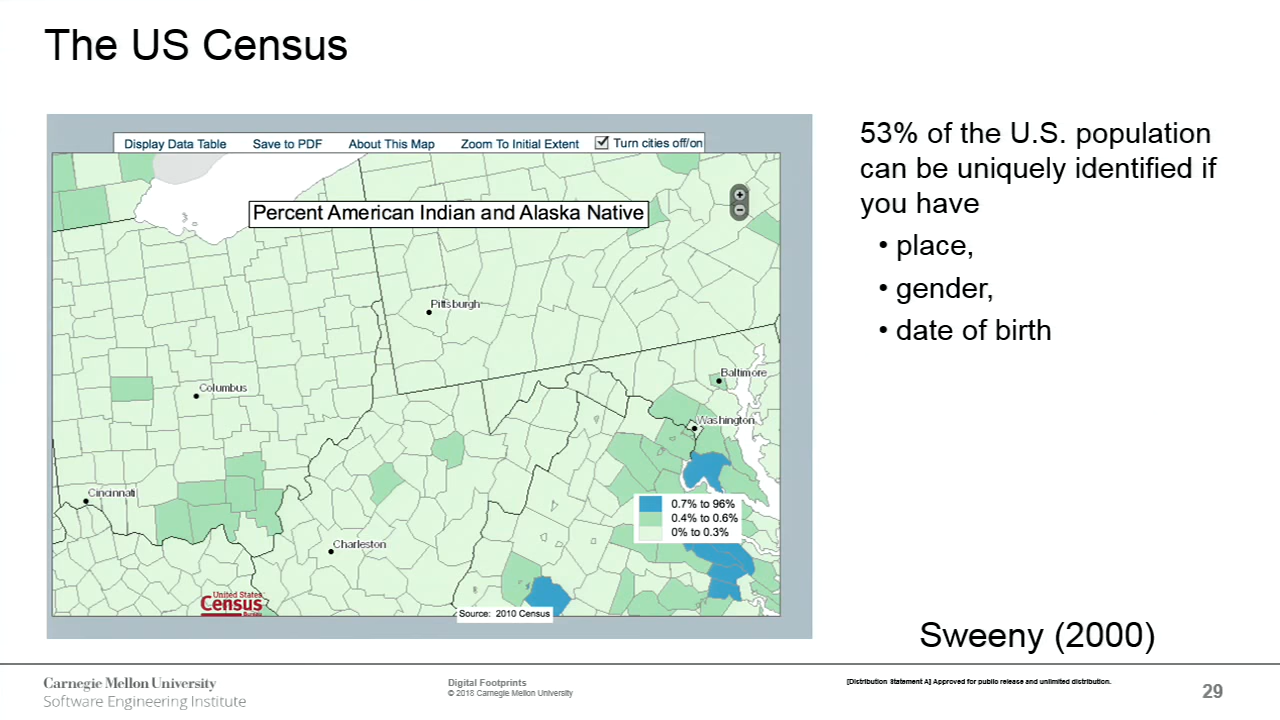 The US Census
Display Data Table Save to PDF About This Map Zoom To Initial Extent Turn cities off/on
Percent American Indian and Alaska Native
Pittsburgh
Columbus
Baltimore
Washington
Cincinnati
Charleston
0.7% to 96%
0.4% to 0.6%
0% to 0.3%
United States
Census
Bureau
Source: 2010 Census
53% of the U.S. population
can be uniquely identified if
you have
• place,
• gender,
• date of birth
Sweeny (2000)
Carnegie Mellon University
Software Engineering Institute
Digital Footprints
© 2018 Carnegie Mellon University
[Distribution Statement A] Approved for public release and unlimited distribution.
29